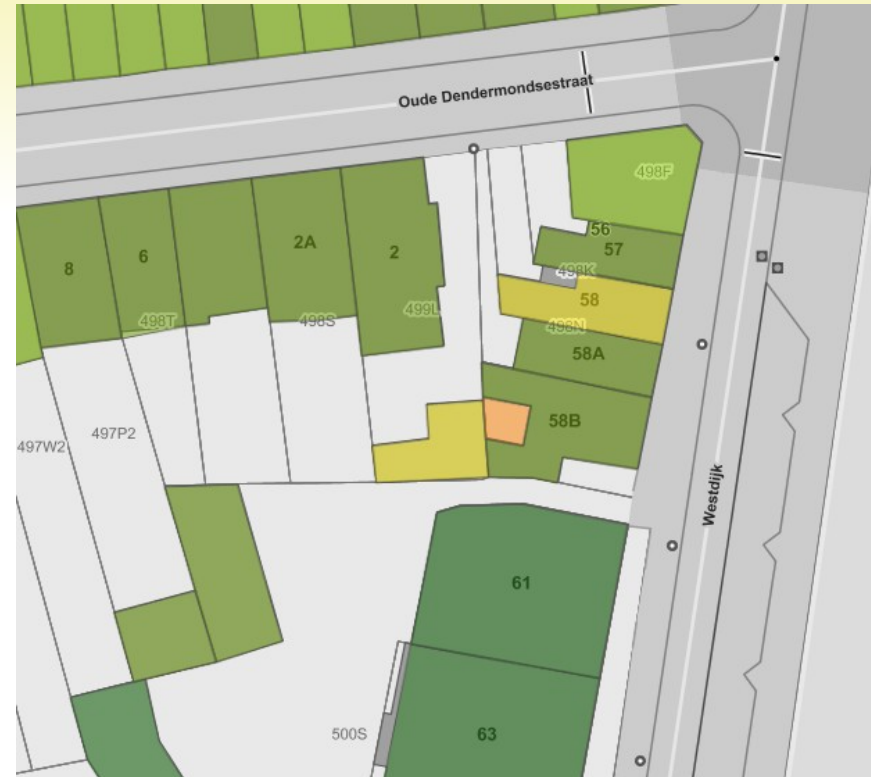 Oude Dendermondsestraat
498F
56
57
8
6
2A
2
498K
58
498T
498S
499L
498N
58A
58B
497W2
497P2
Westdijk
61
500S
63